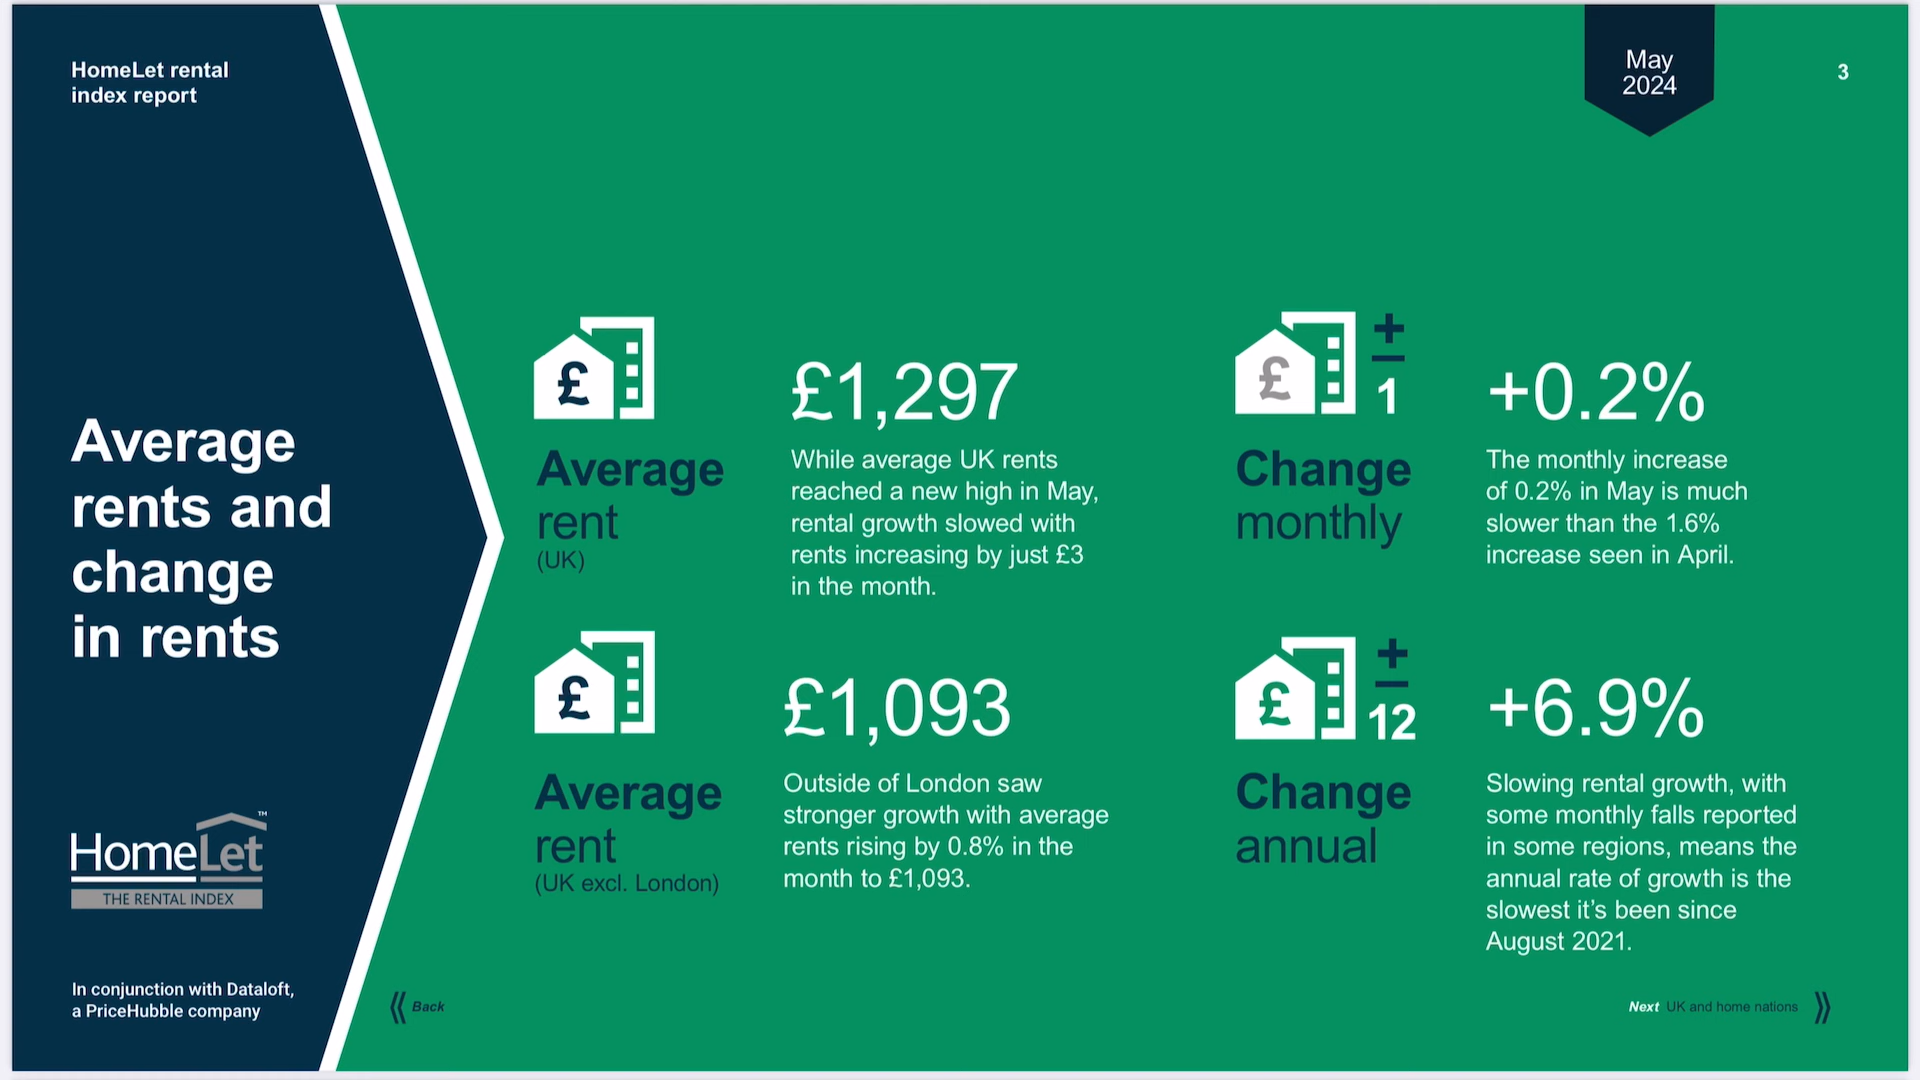 HomeLet rental
index report
May
2024
3
Average
rents and
change
in rents
£
Average
rent
(UK)
£1,297
While average UK rents
reached a new high in May,
rental growth slowed with
rents increasing by just £3
in the month.
£
+
1
Change
monthly
+0.2%
The monthly increase
of 0.2% in May is much
slower than the 1.6%
increase seen in April.
£
Average
rent
(UK excl. London)
£1,093
Outside of London saw
stronger growth with average
rents rising by 0.8% in the
month to £1,093.
£
+
12
Change
annual
+6.9%
Slowing rental growth, with
some monthly falls reported
in some regions, means the
annual rate of growth is the
slowest it’s been since
August 2021.
HomeLet™
THE RENTAL INDEX
In conjunction with Dataloft,
a PriceHubble company
Back
Next UK and home nations